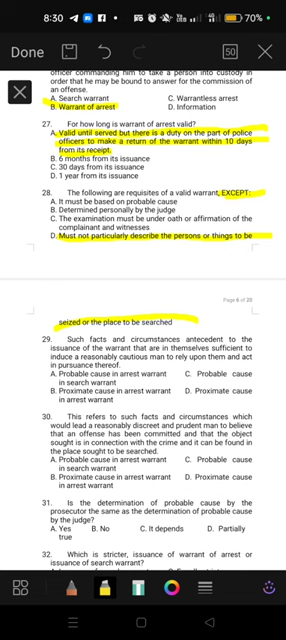 8:30
70%
Done
50
officer commanding him to take a person into custody in
order that he may be bound to answer for the commission of
an offense.
A. Search warrant C. Warrantless arrest
B. Warrant of arrest D. Information
27. For how long is warrant of arrest valid?
A. Valid until served but there is a duty on the part of police
officers to make a return of the warrant within 10 days
from its receipt.
B. 6 months from its issuance
C. 30 days from its issuance
D. 1 year from its issuance
28. The following are requisites of a valid warrant, EXCEPT:
A. It must be based on probable cause
B. Determined personally by the judge
C. The examination must be under oath or affirmation of the
complainant and witnesses
D. Must not particularly describe the persons or things to be
Page 6 of 20
seized or the place to be searched
29. Such facts and circumstances antecedent to the
issuance of the warrant that are in themselves sufficient to
induce a reasonably cautious man to rely upon them and act
in pursuance thereof.
A. Probable cause in arrest warrant C. Probable cause
in search warrant
B. Proximate cause in arrest warrant D. Proximate cause
in arrest warrant
30. This refers to such facts and circumstances which
would lead a reasonably discreet and prudent man to believe
that an offense has been committed and that the object
sought is in connection with the crime and it can be found in
the place sought to be searched.
A. Probable cause in arrest warrant C. Probable cause
in search warrant
B. Proximate cause in arrest warrant D. Proximate cause
in arrest warrant
31. Is the determination of probable cause by the
prosecutor the same as the determination of probable cause
by the judge?
A. Yes B. No C. It depends D. Partially
true
32. Which is stricter, issuance of warrant of arrest or
issuance of search warrant?